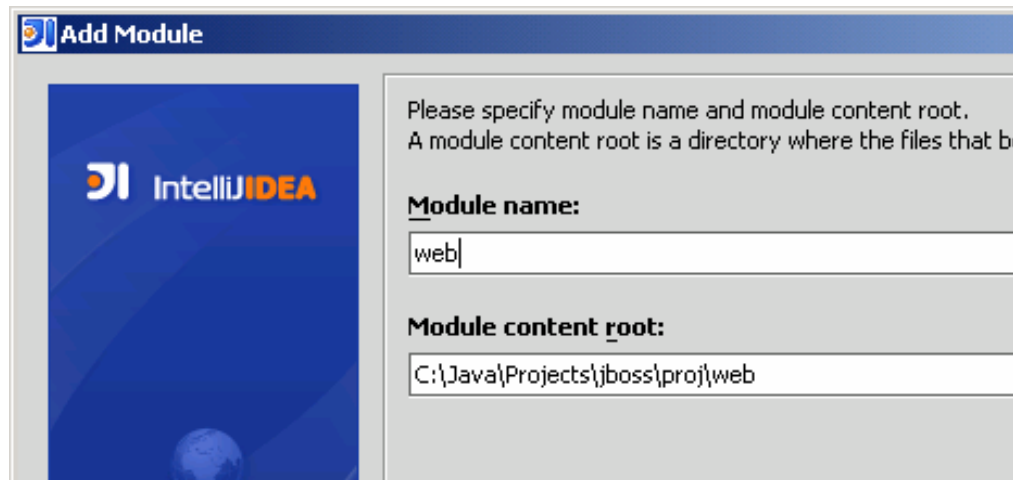 Add Module
IntelliJIDEA
Please specify module name and module content root.
A module content root is a directory where the files that
Module name:
web
Module content root:
C:\Java\Projects\jboss\proj\web